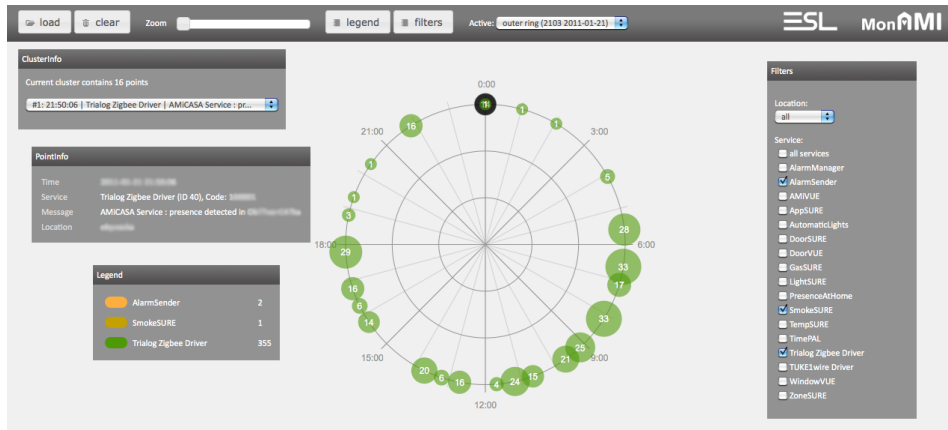 load
clear
Zoom
legend
filters
Active: outer ring (2103 2011-01-21)
ESL
MonAMI
ClusterInfo
Current cluster contains 16 points
#1: 21:50:06 | Trialog Zigbee Driver | AMiCASA Service : pr...
PointInfo
Time
Service Trialog Zigbee Driver (ID 40), Code:
Message AMiCASA Service : presence detected in
Location
Legend
AlarmSender 2
SmokeSURE 1
Trialog Zigbee Driver 355
0:00
3:00
6:00
9:00
12:00
15:00
18:00
21:00
1
1
5
28
33
17
33
25
21
15
24
4
16
6
20
14
6
16
29
3
1
1
16
Filters
Location:
all
Service:
all services
AlarmManager
AlarmSender
AMiVUE
AppSURE
AutomaticLights
DoorSURE
DoorVUE
GasSURE
LightSURE
PresenceAtHome
SmokeSURE
TempSURE
TimePAL
Trialog Zigbee Driver
TUKE1wire Driver
WindowVUE
ZoneSURE